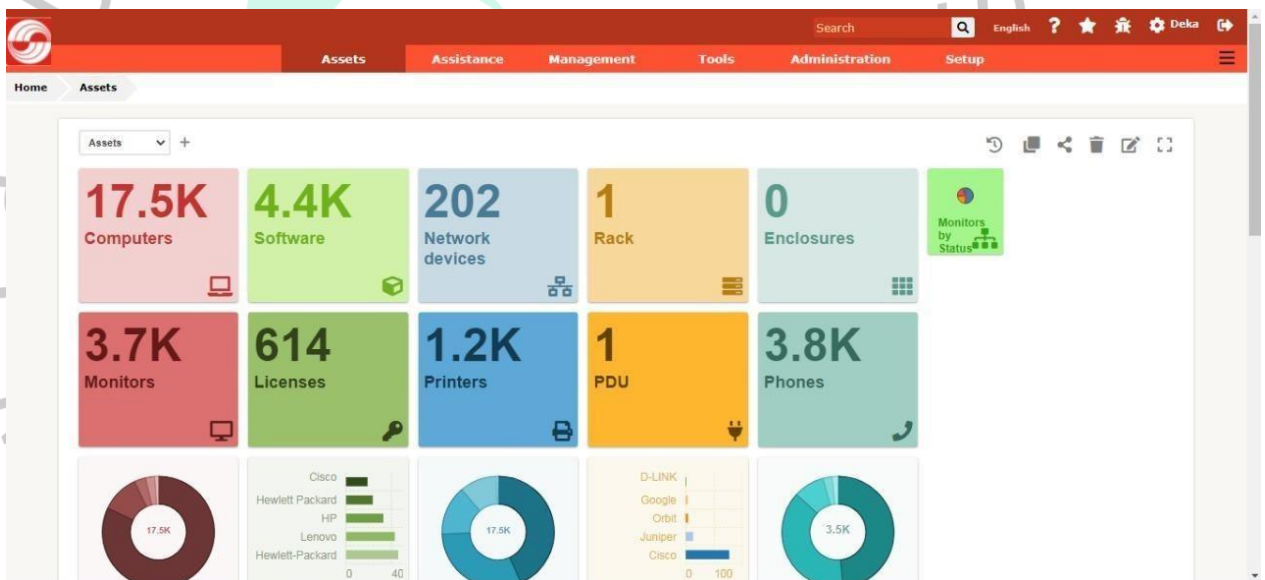 Search
English ? Deka
Assets Assistance Management Tools Administration Setup
Home Assets
Assets +
17.5K
Computers
4.4K
Software
202
Network
devices
1
Rack
0
Enclosures
Monitors
by
Status
3.7K
Monitors
614
Licenses
1.2K
Printers
1
PDU
3.8K
Phones
17.5K
Cisco
Hewlett Packard
HP
Lenovo
Hewlett-Packard
0 40
17.5K
D-LINK
Google
Orbit
Juniper
Cisco
0 100
3.5K